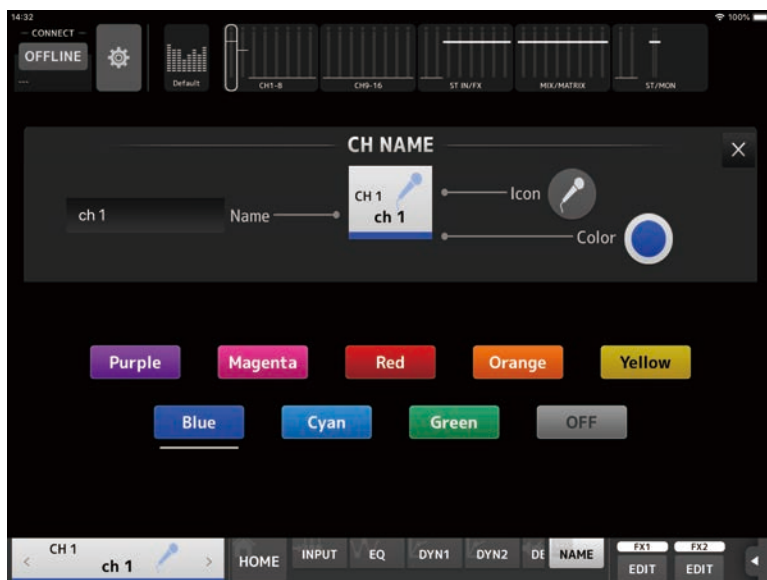 14:32
100%
CONNECT
OFFLINE
---
Default
CH1-8
CH9-16
ST IN/FX
MIX/MATRIX
ST/MON
CH NAME
ch 1
Name
CH 1
ch 1
Icon
Color
Purple
Magenta
Red
Orange
Yellow
Blue
Cyan
Green
OFF
CH 1
ch 1
HOME
INPUT
EQ
DYN1
DYN2
DE
NAME
FX1
EDIT
FX2
EDIT